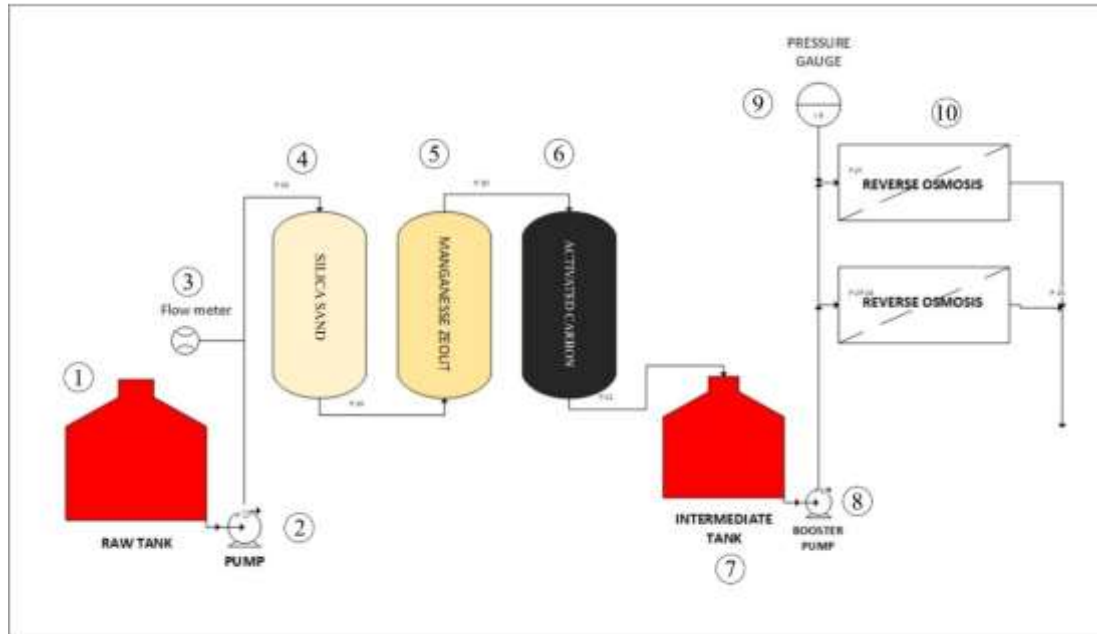 PRESSURE
GAUGE
9
10
4
5
6
REVERSE OSMOSIS
SILICA SAND
MANGANESSE ZEOLIT
ACTIVATED CARBON
3
Flow meter
REVERSE OSMOSIS
1
2
RAW TANK
PUMP
INTERMEDIATE
TANK
7
8
BOOSTER
PUMP